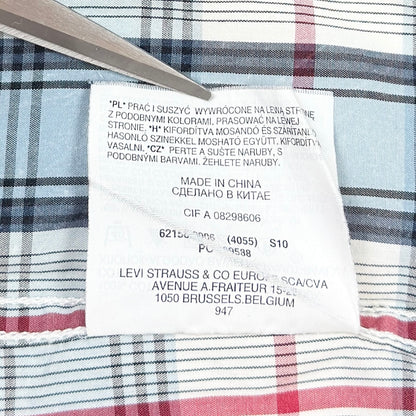 *PL* PRAĆ I SUSZYĆ WYWRÓCONE NA LEWĄ STRONĘ
Z PODOBNYMI KOLORAMI, PRASOWAĆ NA LEWEJ
STRONIE. *H* KIFORDÍTVA MOSANDÓ ÉS SZÁRÍTANDÓ
HASONLÓ SZINEKKEL MOSHATÓ EGYÜTT. KIFORDÍTVA
VASALNI. *CZ* PERTE A SUŠTE NARUBY, S
PODOBNÝMI BARVAMI. ŽEHLETE NARUBY.
MADE IN CHINA
СДЕЛАНО В КИТАЕ
CIF A 08298606
(4055) S10
LEVI STRAUSS & CO EUROPE SCA/CVA
AVENUE A.FRAITEUR
1050 BRUSSELS.BELGIUM
947